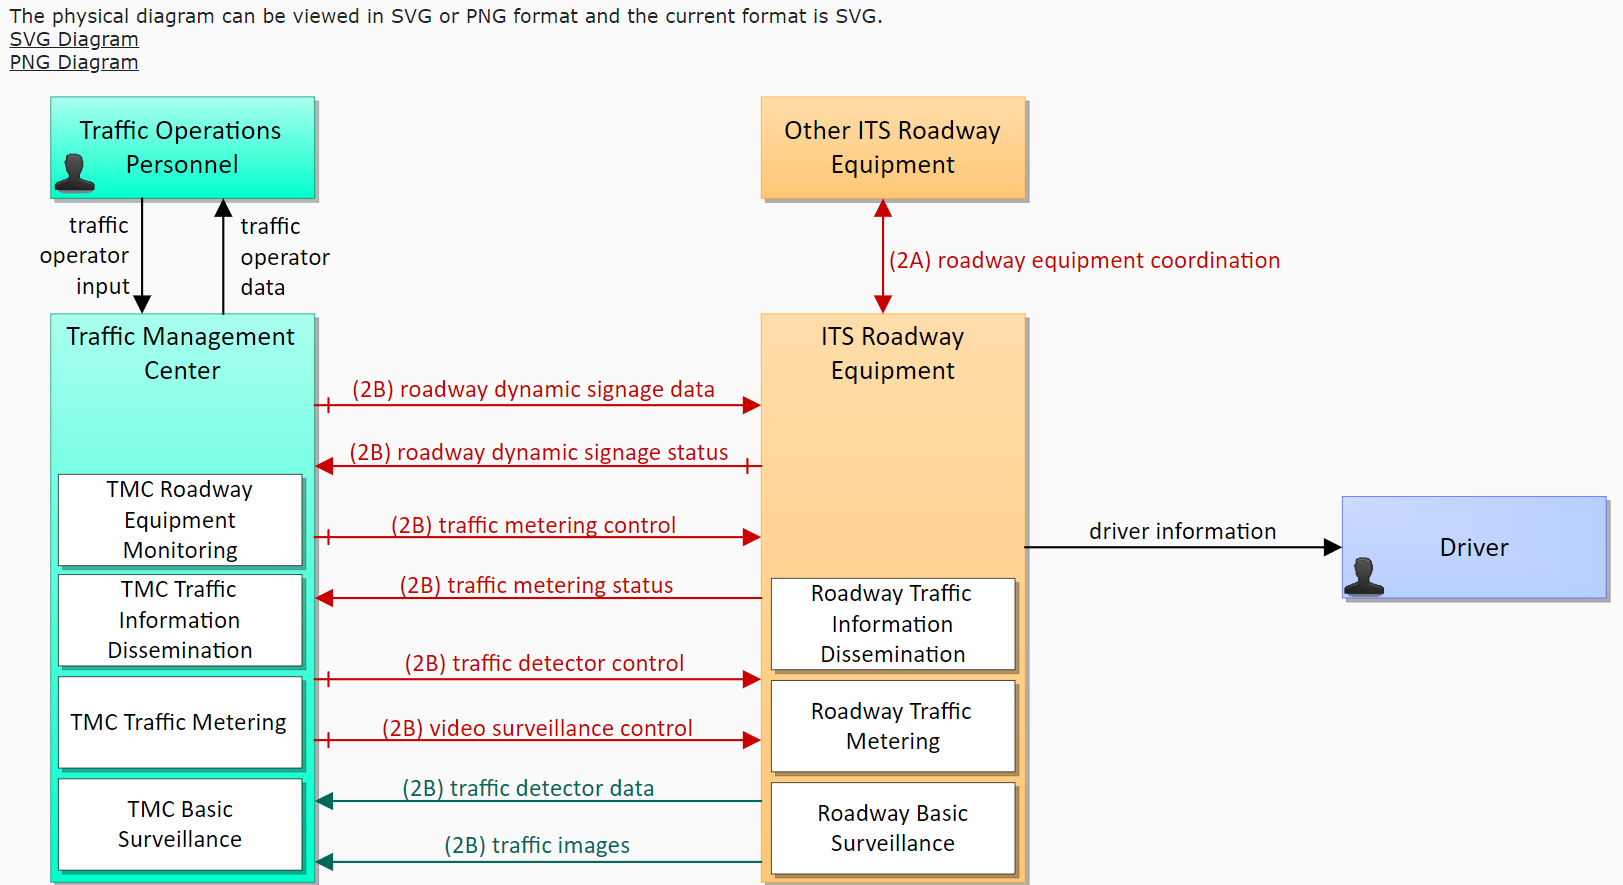 The physical diagram can be viewed in SVG or PNG format and the current format is SVG.
SVG Diagram
PNG Diagram
Traffic Operations
Personnel
Other ITS Roadway
Equipment
traffic
operator
input
traffic
operator
data
(2A) roadway equipment coordination
Traffic Management
Center
ITS Roadway
Equipment
(2B) roadway dynamic signage data
(2B) roadway dynamic signage status
(2B) traffic metering control
(2B) traffic metering status
(2B) traffic detector control
(2B) video surveillance control
(2B) traffic detector data
(2B) traffic images
TMC Roadway
Equipment
Monitoring
TMC Traffic
Information
Dissemination
TMC Traffic Metering
TMC Basic
Surveillance
Roadway Traffic
Information
Dissemination
Roadway Traffic
Metering
Roadway Basic
Surveillance
driver information
Driver